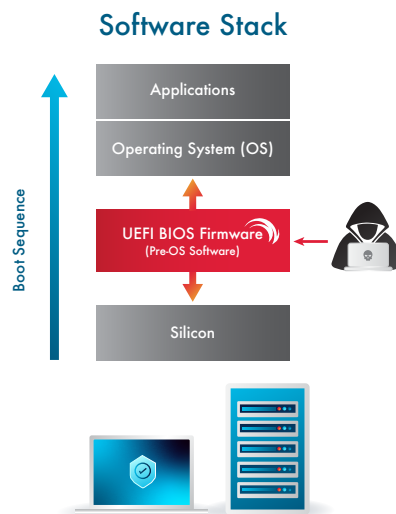 Software Stack
Applications
Operating System (OS)
UEFI BIOS Firmware
(Pre-OS Software)
Silicon
Boot Sequence